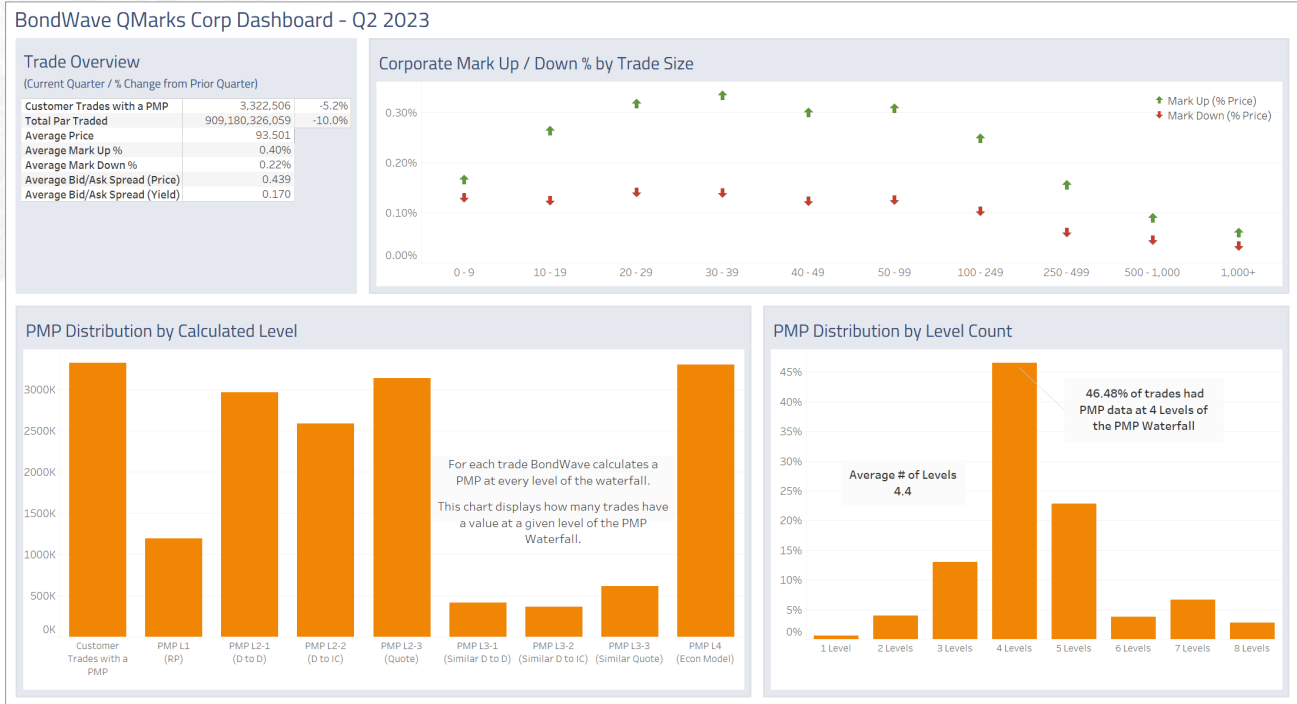 BondWave QMarks Corp Dashboard - Q2 2023
Trade Overview
(Current Quarter / % Change from Prior Quarter)
Customer Trades with a PMP 3,322,506 -5.2%
Total Par Traded 909,180,326,059 -10.0%
Average Price 93.501
Average Mark Up % 0.40%
Average Mark Down % 0.22%
Average Bid/Ask Spread (Price) 0.439
Average Bid/Ask Spread (Yield) 0.170
Corporate Mark Up / Down % by Trade Size
Mark Up (% Price)
Mark Down (% Price)
0.30%
0.20%
0.10%
0.00%
0 - 9 10 - 19 20 - 29 30 - 39 40 - 49 50 - 99 100 - 249 250 - 499 500 - 1,000 1,000+
PMP Distribution by Calculated Level
3000K
2500K
2000K
1500K
1000K
500K
0K
For each trade BondWave calculates a
PMP at every level of the waterfall.
This chart displays how many trades have
a value at a given level of the PMP
Waterfall.
Customer
Trades with a
PMP
PMP L1
(RP)
PMP L2-1
(D to D)
PMP L2-2
(D to IC)
PMP L2-3
(Quote)
PMP L3-1
(Similar D to D)
PMP L3-2
(Similar D to IC)
PMP L3-3
(Similar Quote)
PMP L4
(Econ Model)
PMP Distribution by Level Count
45%
40%
35%
30%
25%
20%
15%
10%
5%
0%
46.48% of trades had
PMP data at 4 Levels of
the PMP Waterfall
Average # of Levels
4.4
1 Level 2 Levels 3 Levels 4 Levels 5 Levels 6 Levels 7 Levels 8 Levels